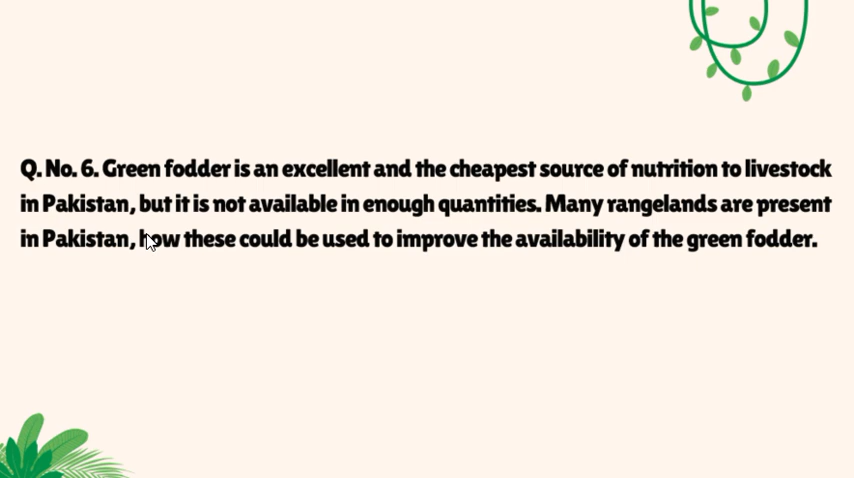 Q. No. 6. Green fodder is an excellent and the cheapest source of nutrition to livestock
in Pakistan, but it is not available in enough quantities. Many rangelands are present
in Pakistan, how these could be used to improve the availability of the green fodder.